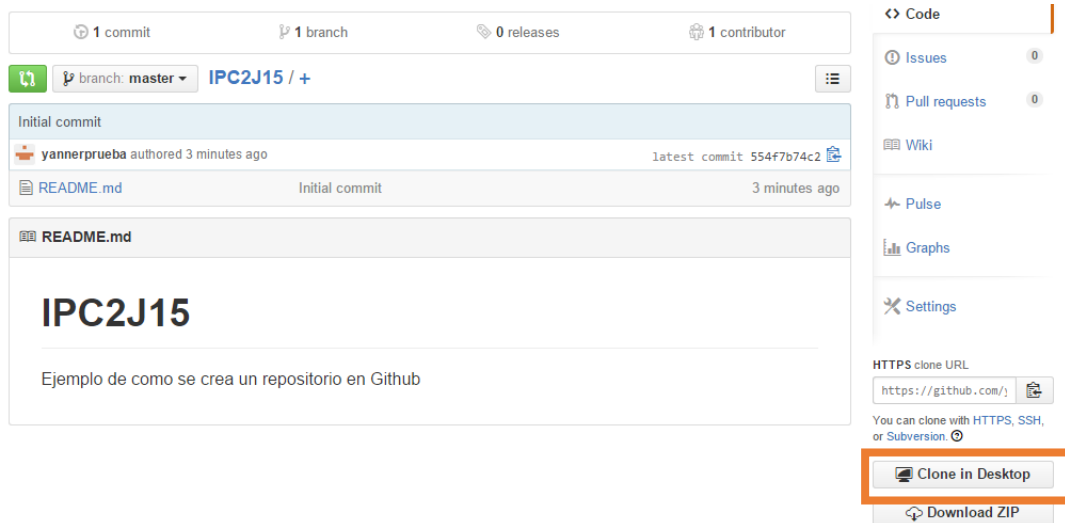 1 commit
1 branch
0 releases
1 contributor
branch: master
IPC2J15 / +
Initial commit
yannerprueba authored 3 minutes ago
latest commit 554f7b74c2
README.md
Initial commit
3 minutes ago
README.md
IPC2J15
Ejemplo de como se crea un repositorio en Github
<> Code
Issues 0
Pull requests 0
Wiki
Pulse
Graphs
Settings
HTTPS clone URL
https://github.com/y
You can clone with HTTPS, SSH,
or Subversion.
Clone in Desktop
Download ZIP